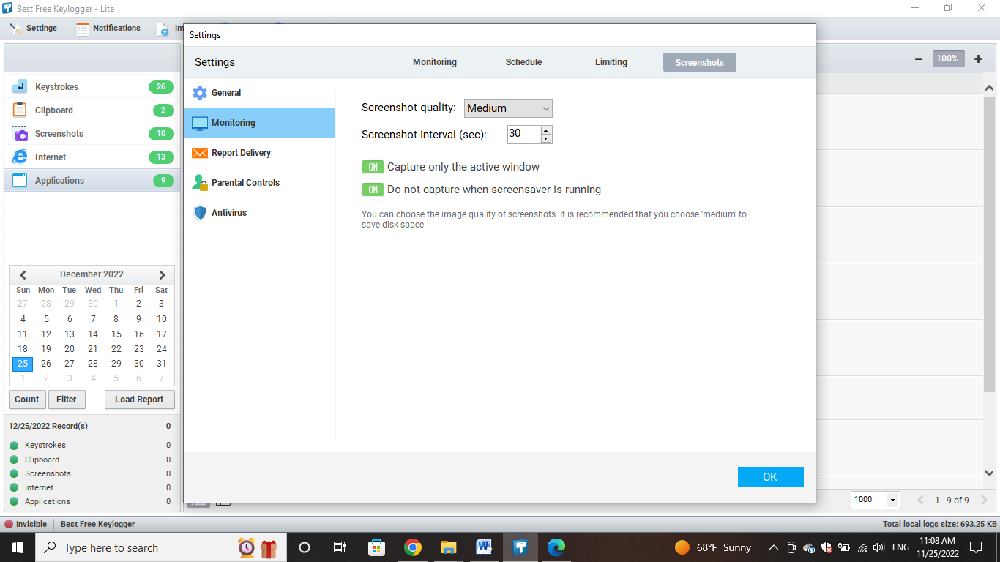 Best Free Keylogger - Lite
Settings
Notifications
Im
Settings
Settings
Monitoring
Schedule
Limiting
Screenshots
100%
Keystrokes 26
Clipboard 2
Screenshots 10
Internet 13
Applications 9
General
Monitoring
Report Delivery
Parental Controls
Antivirus
Screenshot quality: Medium
Screenshot interval (sec): 30
ON Capture only the active window
ON Do not capture when screensaver is running
You can choose the image quality of screenshots. It is recommended that you choose 'medium' to
save disk space
December 2022
Sun Mon Tue Wed Thu Fri Sat
27 28 29 30 1 2 3
4 5 6 7 8 9 10
11 12 13 14 15 16 17
18 19 20 21 22 23 24
25 26 27 28 29 30 31
1 2 3 4 5 6 7
Count Filter Load Report
12/25/2022 Record(s) 0
Keystrokes 0
Clipboard 0
Screenshots 0
Internet 0
Applications 0
OK
1000 1 - 9 of 9
Invisible Best Free Keylogger Total local logs size: 693.25 KB
Type here to search
68°F Sunny
ENG
11:08 AM
11/25/2022